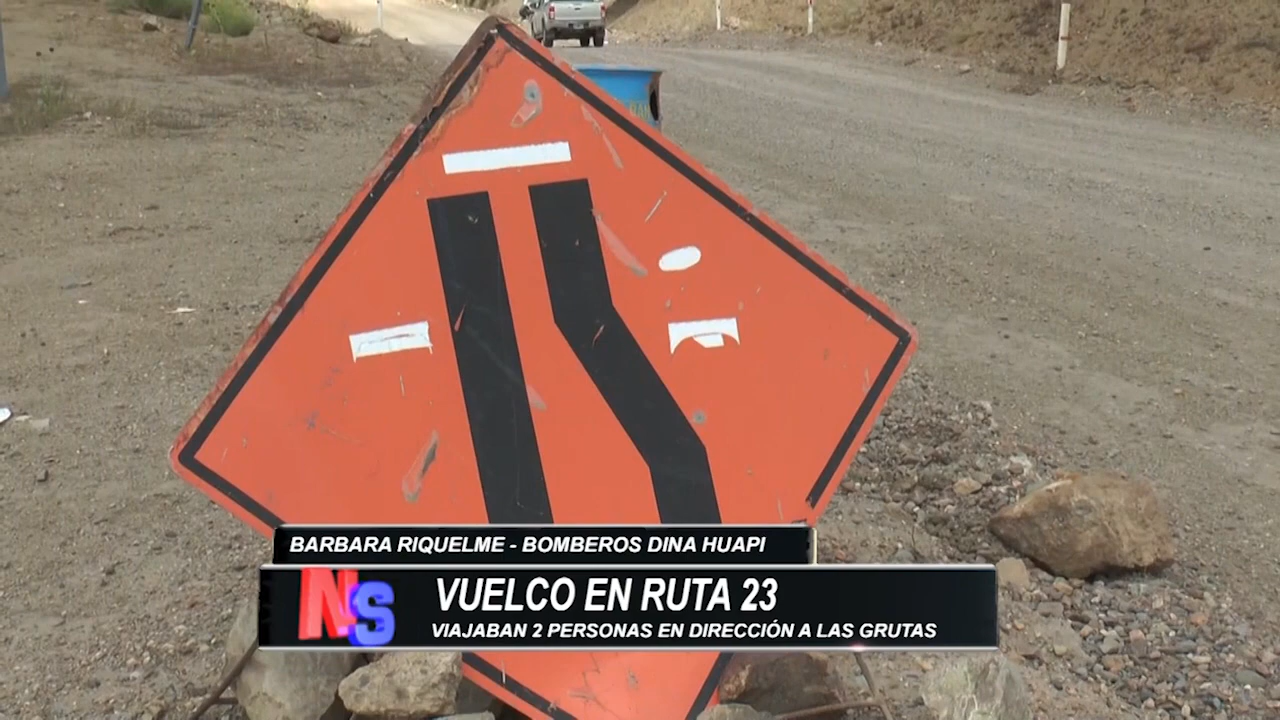 BARBARA RIQUELME - BOMBEROS DINA HUAPI
NS
VUELCO EN RUTA 23
VIAJABAN 2 PERSONAS EN DIRECCIÓN A LAS GRUTAS